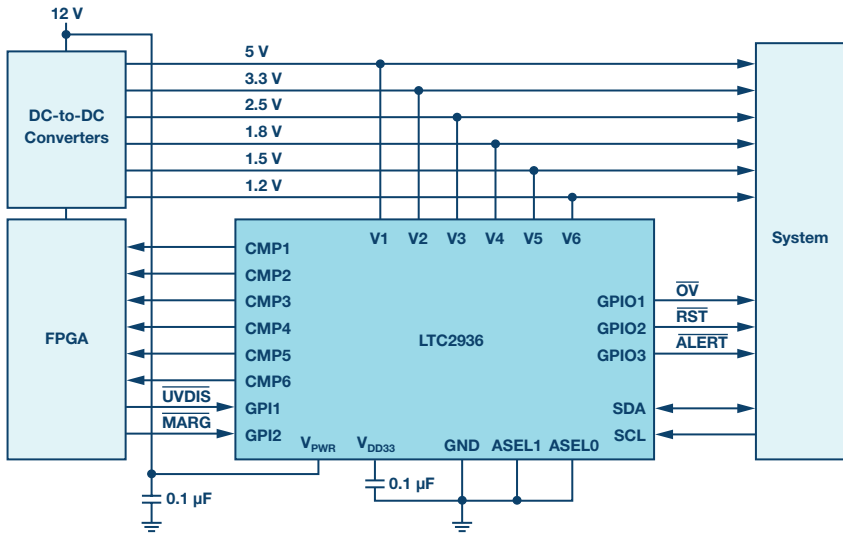 12 V
5 V
3.3 V
2.5 V
1.8 V
1.5 V
1.2 V
DC-to-DC
Converters
V1 V2 V3 V4 V5 V6
System
CMP1
CMP2
CMP3
CMP4
CMP5
CMP6
GPI1
GPI2
FPGA
UVDIS
MARG
LTC2936
GPIO1
GPIO2
GPIO3
OV
RST
ALERT
SDA
SCL
VPWR VDD33 GND ASEL1 ASEL0
0.1 µF
0.1 µF